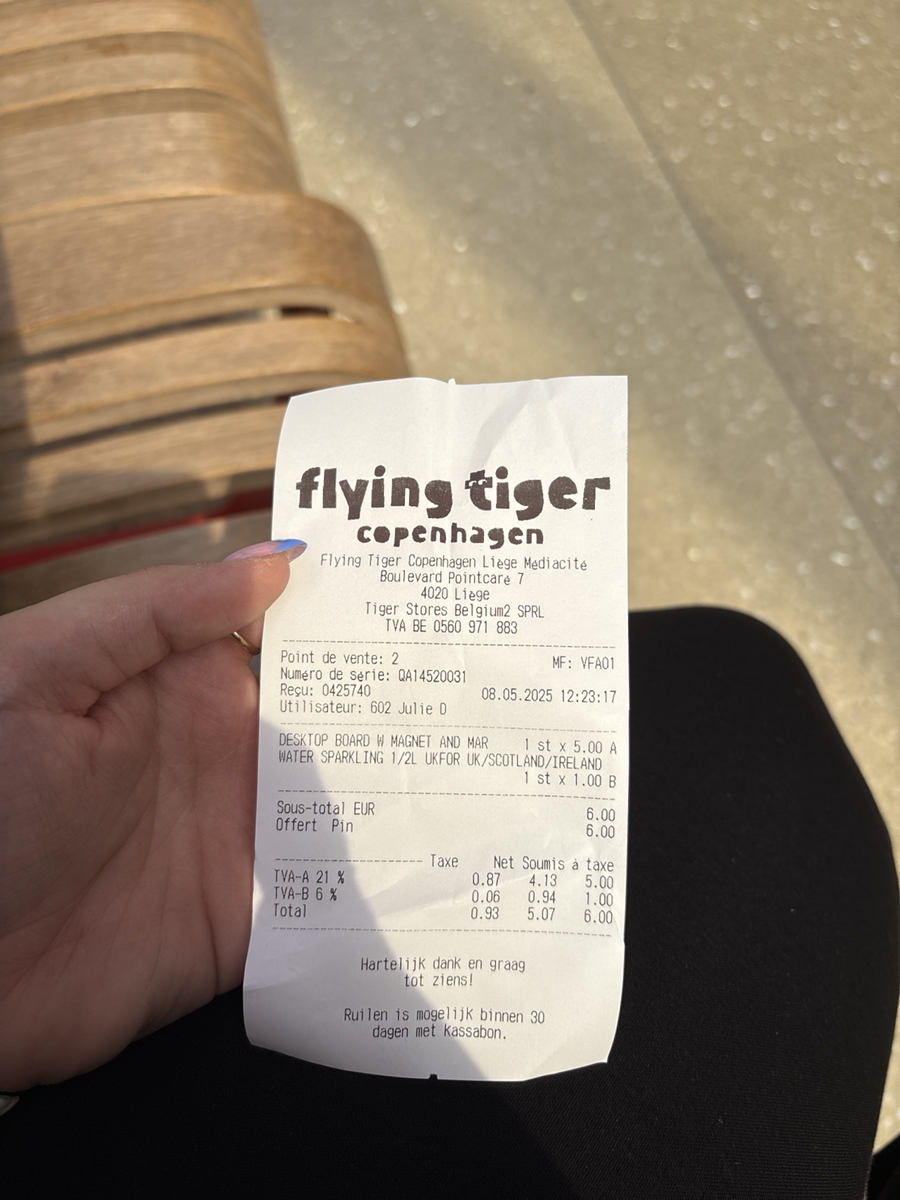 flying tiger
copenhagen
Flying Tiger Copenhagen Liège Médiacité
Boulevard Pointcaré 7
4020 Liège
Tiger Stores Belgium2 SPRL
TVA BE 0560 971 883
Point de vente: 2 MF: VFA01
Numéro de série: QA14520031
Reçu: 0425740 08.05.2025 12:23:17
Utilisateur: 602 Julie D
DESKTOP BOARD W MAGNET AND MAR 1 st x 5.00 A
WATER SPARKLING 1/2L UKFOR UK/SCOTLAND/IRELAND
1 st x 1.00 B
Sous-total EUR 6.00
Offert Pin 6.00
Taxe Net Soumis à taxe
TVA-A 21 % 0.87 4.13 5.00
TVA-B 6 % 0.06 0.94 1.00
Total 0.93 5.07 6.00
Hartelijk dank en graag
tot ziens!
Ruilen is mogelijk binnen 30
dagen met kassabon.